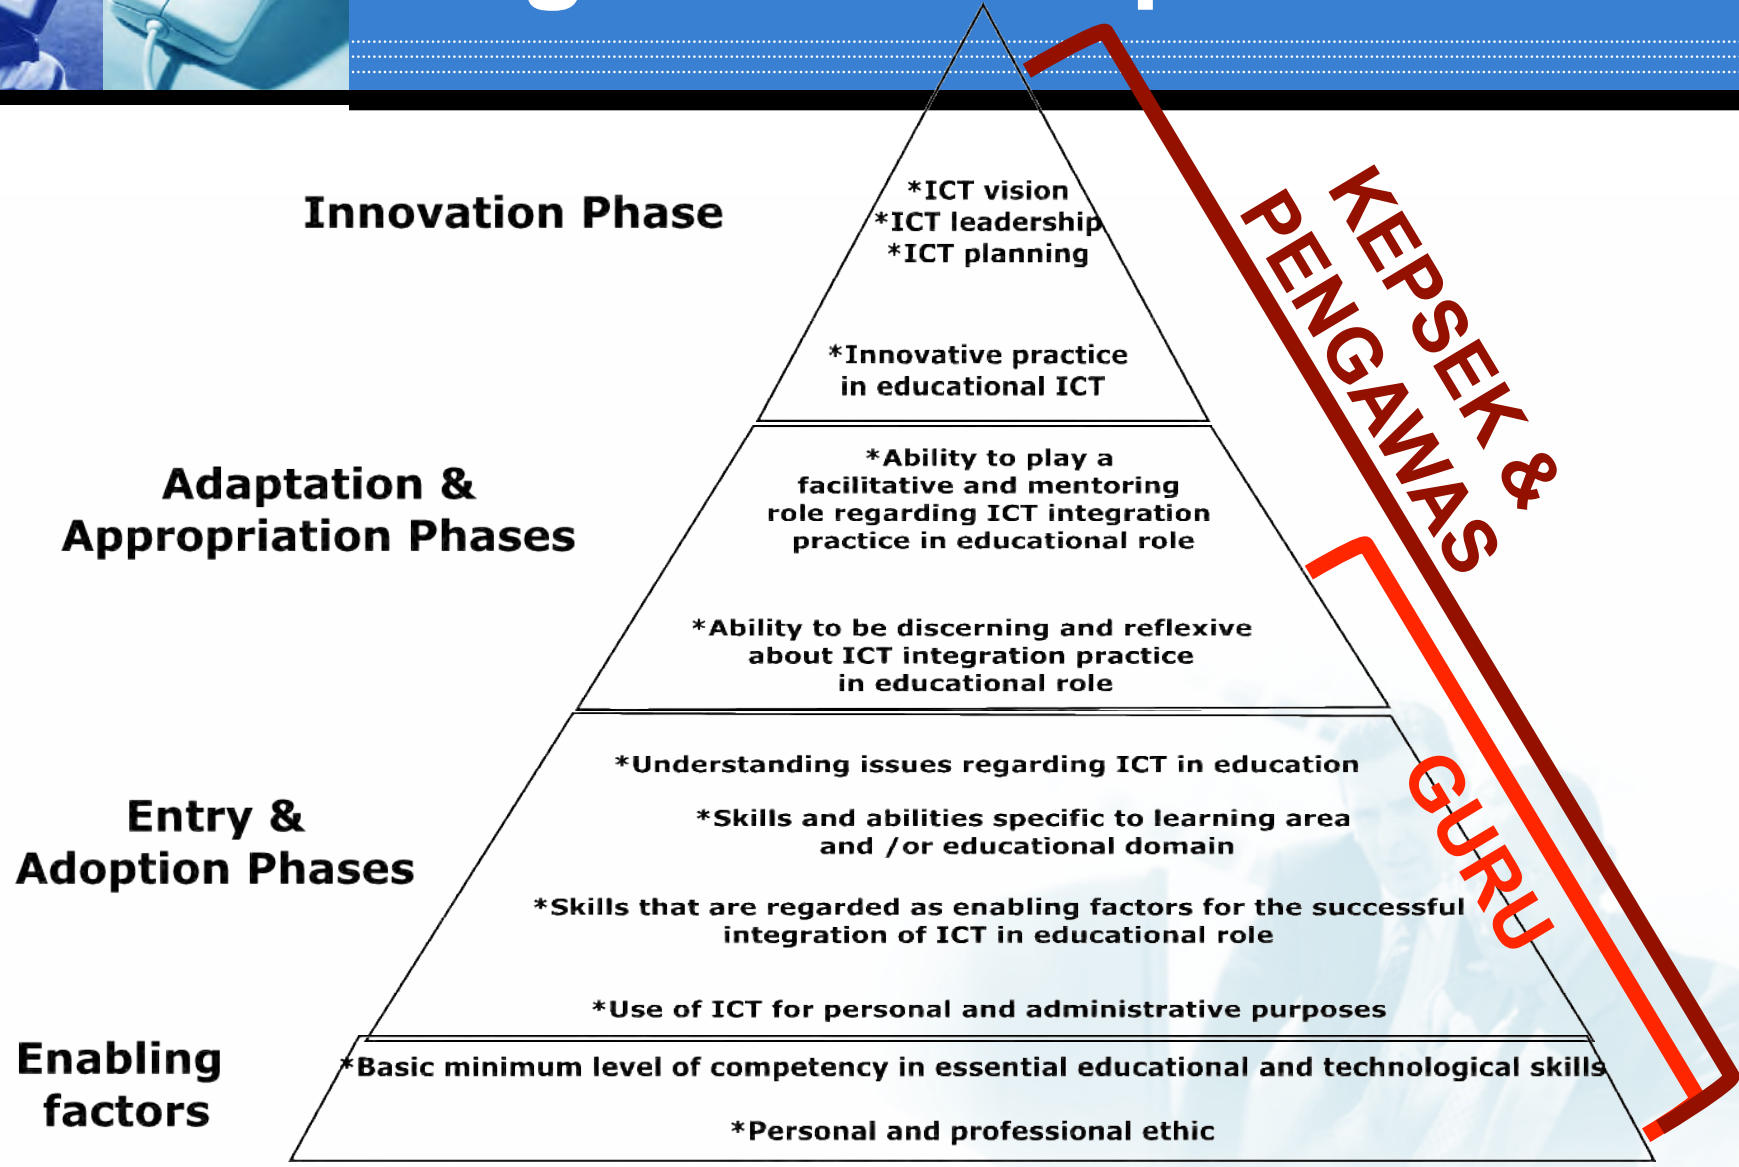 Innovation Phase
*ICT vision
*ICT leadership
*ICT planning
*Innovative practice
in educational ICT
Adaptation &
Appropriation Phases
*Ability to play a
facilitative and mentoring
role regarding ICT integration
practice in educational role
*Ability to be discerning and reflexive
about ICT integration practice
in educational role
Entry &
Adoption Phases
*Understanding issues regarding ICT in education
*Skills and abilities specific to learning area
and /or educational domain
*Skills that are regarded as enabling factors for the successful
integration of ICT in educational role
*Use of ICT for personal and administrative purposes
Enabling
factors
*Basic minimum level of competency in essential educational and technological skills
*Personal and professional ethic
KEPSEK &
PENGAWAS
GURU